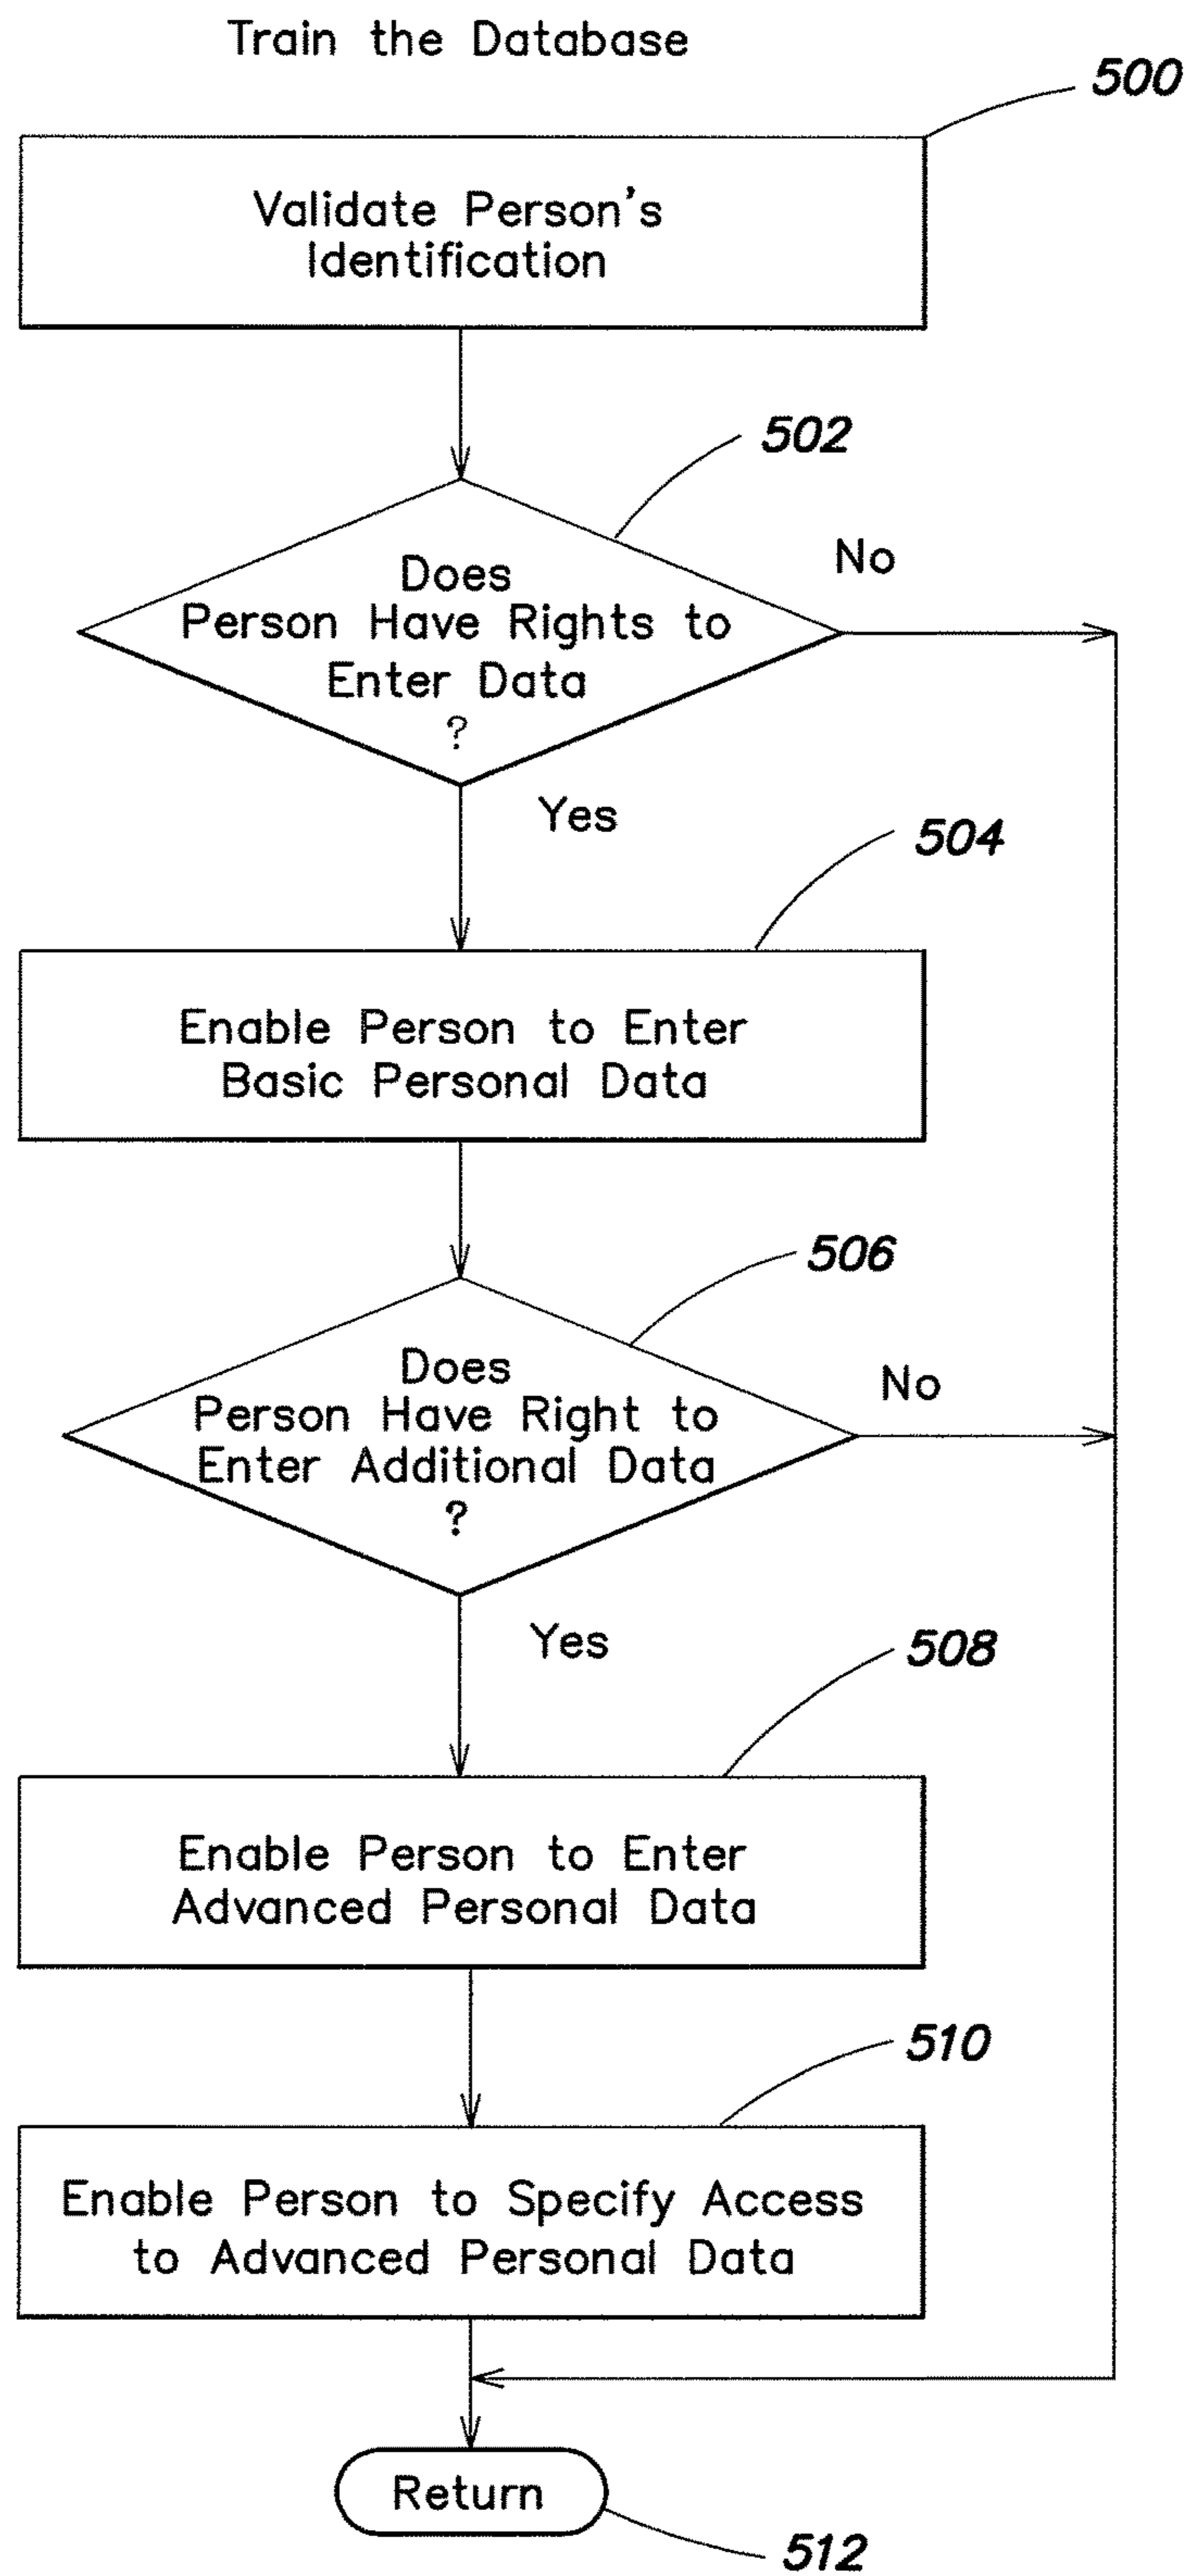 Train the Database
500
Validate Person's
Identification
502
Does
Person Have Rights to
Enter Data
?
No
Yes
504
Enable Person to Enter
Basic Personal Data
506
Does
Person Have Right to
Enter Additional Data
?
No
Yes
508
Enable Person to Enter
Advanced Personal Data
510
Enable Person to Specify Access
to Advanced Personal Data
Return
512